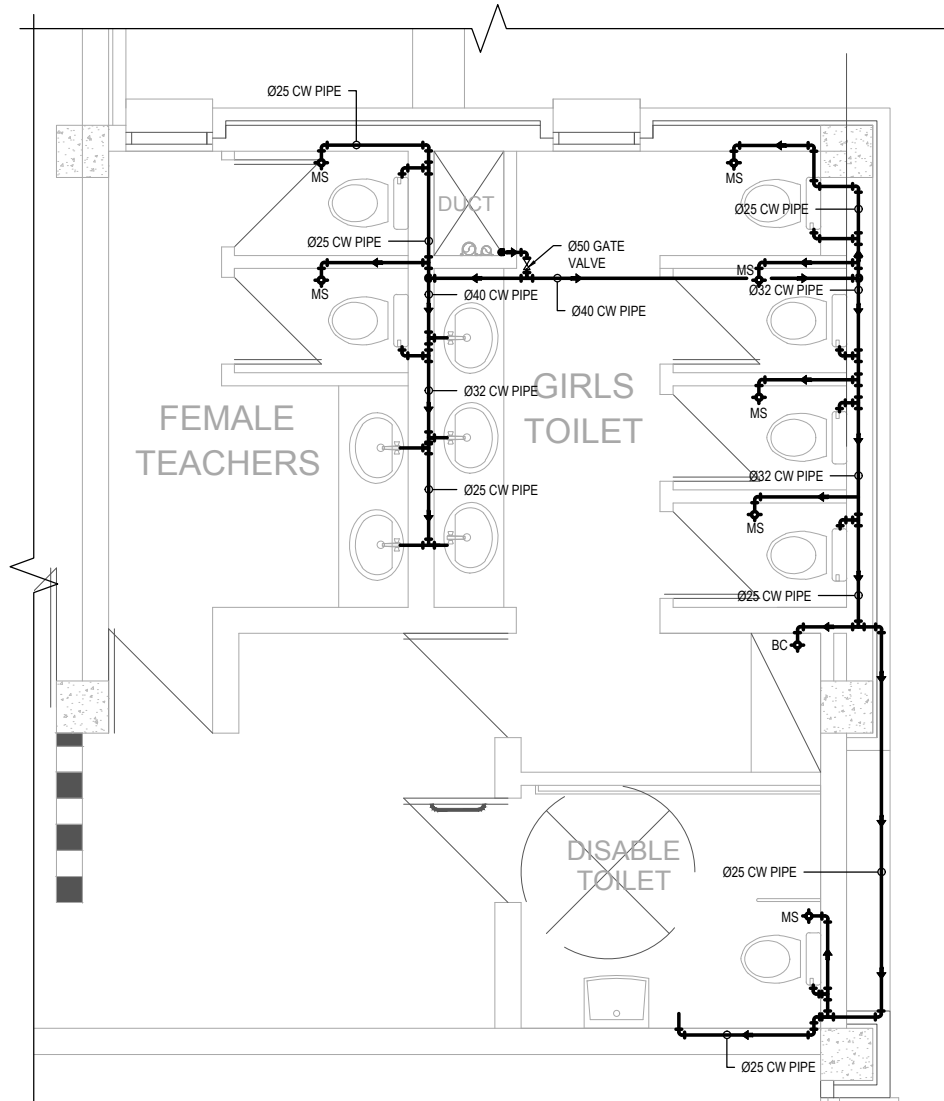 Ø25 CW PIPE
MS
MS
DUCT
Ø25 CW PIPE
Ø25 CW PIPE
Ø50 GATE
VALVE
MS
MS
Ø40 CW PIPE
Ø32 CW PIPE
Ø40 CW PIPE
Ø32 CW PIPE
GIRLS
TOILET
FEMALE
TEACHERS
MS
Ø25 CW PIPE
Ø32 CW PIPE
MS
Ø25 CW PIPE
BC
DISABLE
TOILET
Ø25 CW PIPE
MS
Ø25 CW PIPE